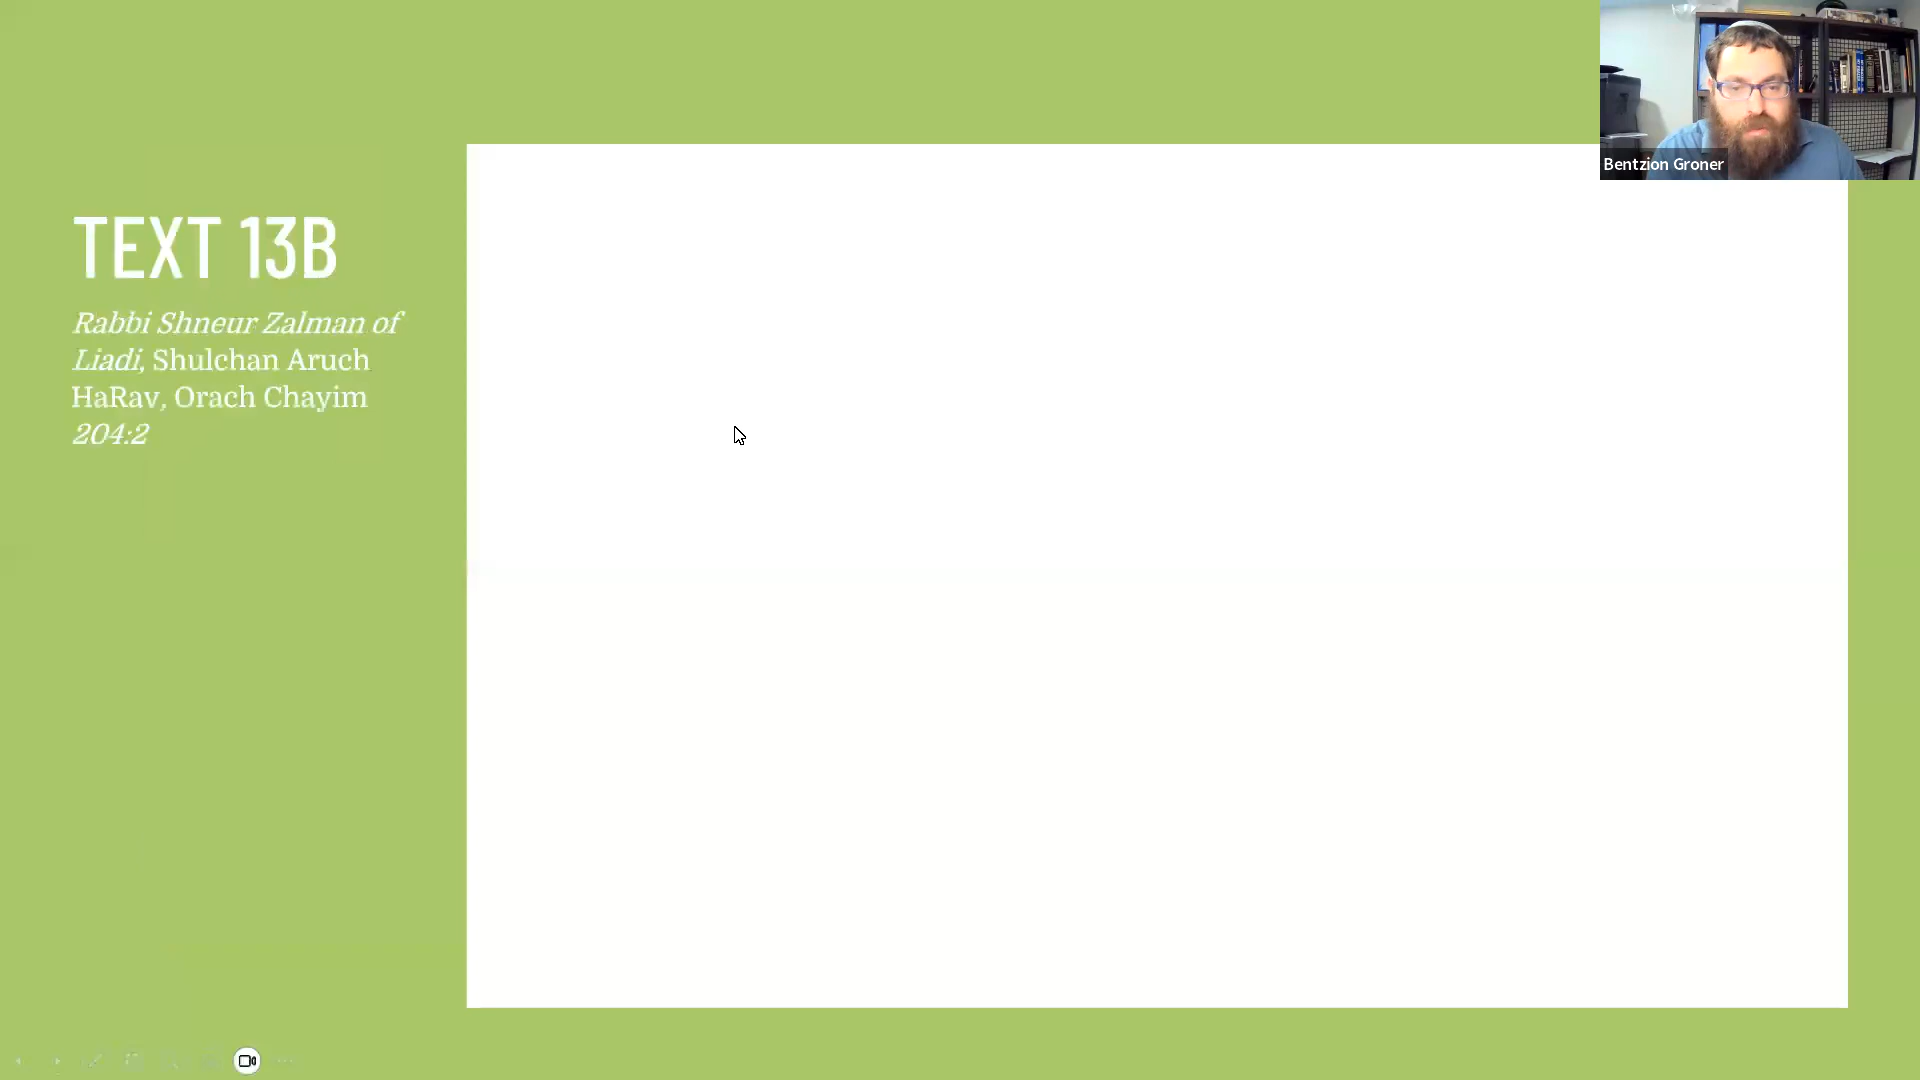 TEXT 13B
Rabbi Shneur Zalman of
Liadi, Shulchan Aruch
HaRav, Orach Chayim
204:2
Bentzion Groner